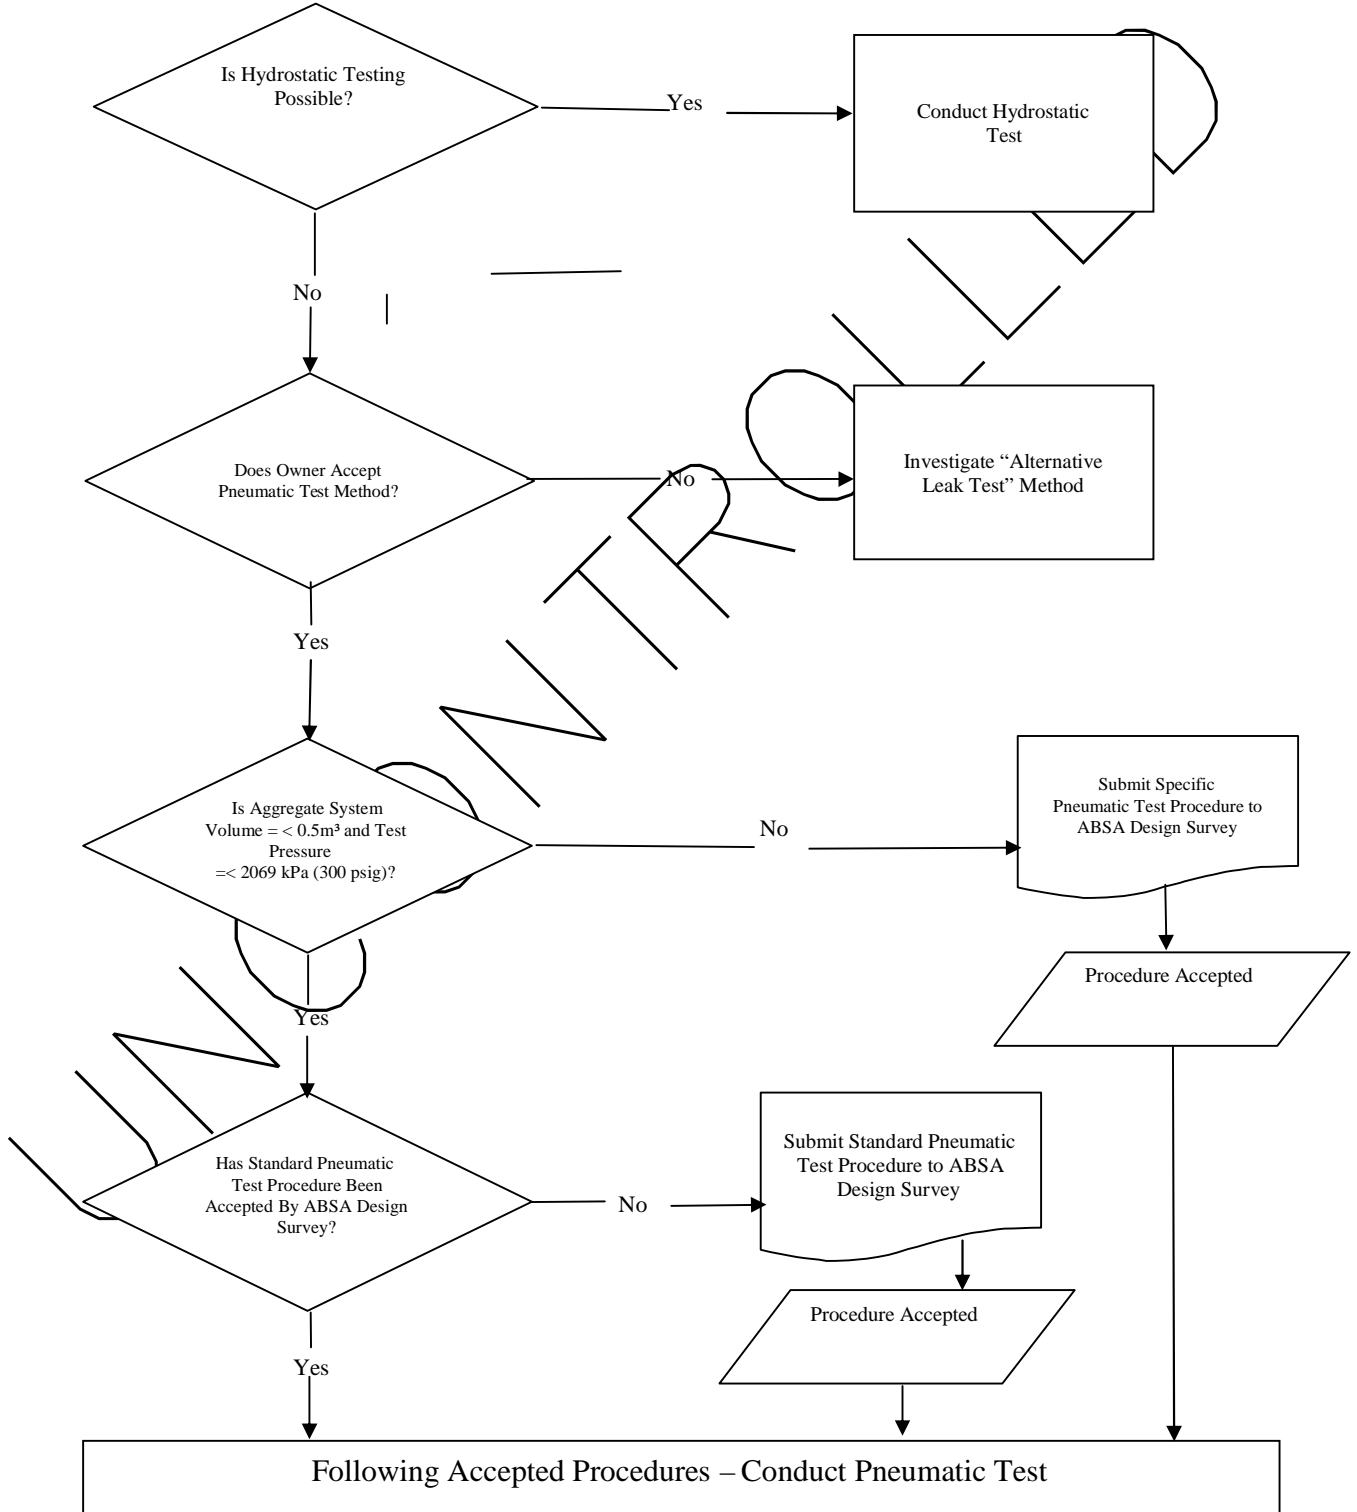 Is Hydrostatic Testing
Possible?
Yes
Conduct Hydrostatic
Test
No
Does Owner Accept
Pneumatic Test Method?
No
Investigate “Alternative
Leak Test” Method
Yes
Is Aggregate System
Volume = < 0.5m³ and Test
Pressure
=< 2069 kPa (300 psig)?
No
Submit Specific
Pneumatic Test Procedure to
ABSA Design Survey
Procedure Accepted
Yes
Has Standard Pneumatic
Test Procedure Been
Accepted By ABSA Design
Survey?
No
Submit Standard Pneumatic
Test Procedure to ABSA
Design Survey
Procedure Accepted
Yes
Following Accepted Procedures – Conduct Pneumatic Test
UNCONTROLLED